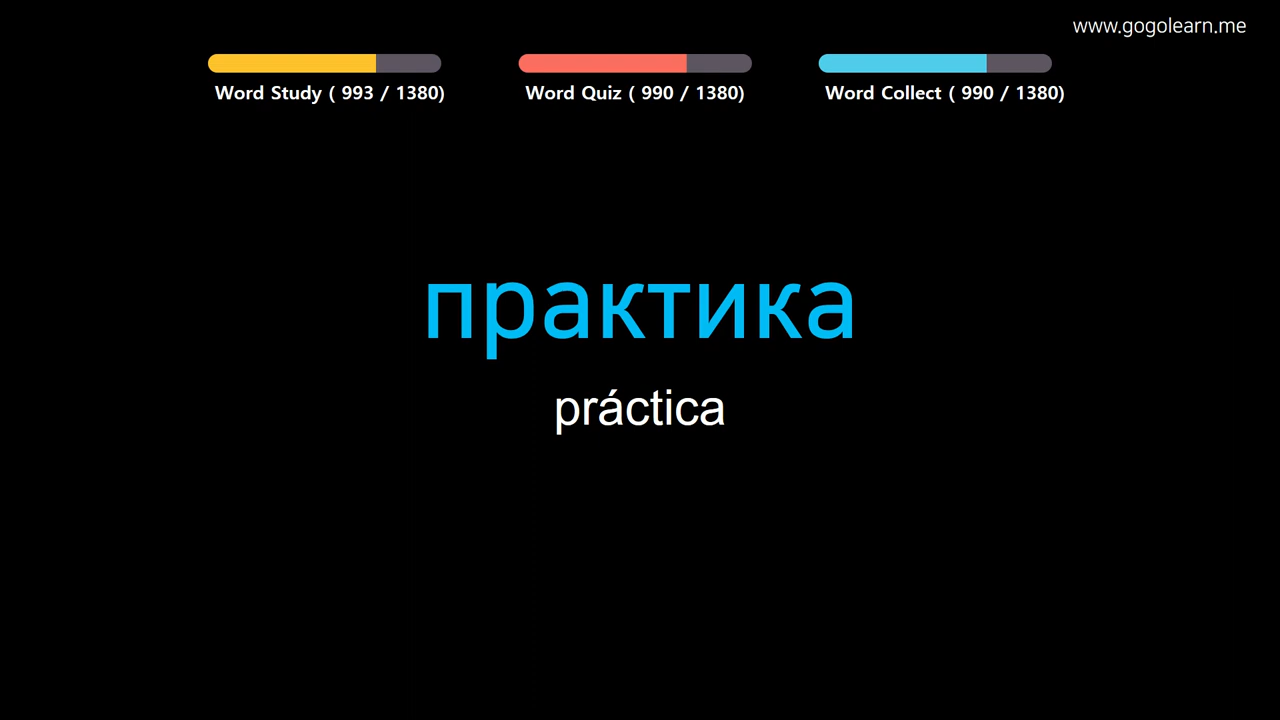 www.gogolearn.me
Word Study ( 993 / 1380)
Word Quiz ( 990 / 1380)
Word Collect ( 990 / 1380)
практика
práctica